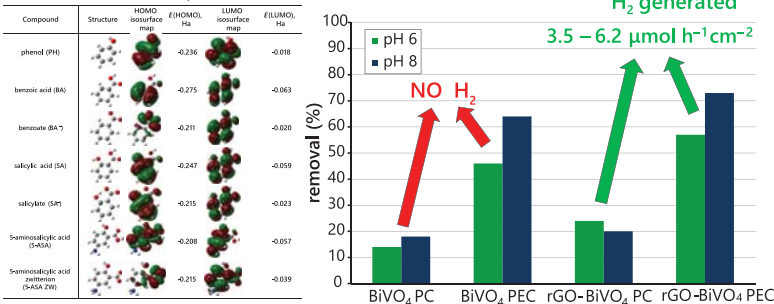 Compound Structure HOMO isosurface map E(HOMO), Ha LUMO isosurface map E(LUMO), Ha
phenol (PH) -0.236 -0.018
benzoic acid (BA) -0.275 -0.063
benzoate (BA⁻) -0.211 -0.020
salicylic acid (SA) -0.247 -0.059
salicylate (SA⁻) -0.215 -0.023
5-aminosalicylic acid (5-ASA) -0.208 -0.057
5-aminosalicylic acid zwitterion (5-ASA ZW) -0.215 -0.039
H₂ generated
3.5 – 6.2 µmol h⁻¹cm⁻²
pH 6
pH 8
NO H₂
removal (%)
100
90
80
70
60
50
40
30
20
10
0
BiVO₄ PC BiVO₄ PEC rGO-BiVO₄ PC rGO-BiVO₄ PEC